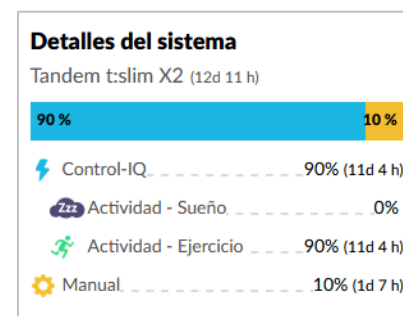 Detalles del sistema
Tandem t:slim X2 (12d 11 h)
90 % 10 %
Control-IQ 90% (11d 4 h)
Zzz Actividad - Sueño 0%
Actividad - Ejercicio 90% (11d 4 h)
Manual 10% (1d 7 h)